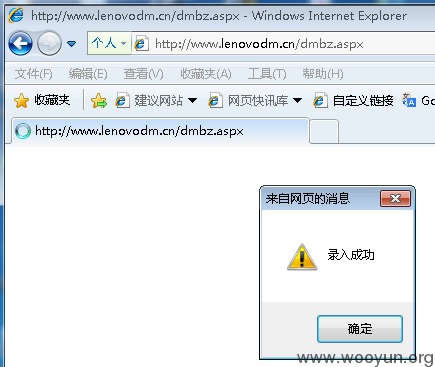 http://www.lenovodm.cn/dmbz.aspx - Windows Internet Explorer
个人 http://www.lenovodm.cn/dmbz.aspx
文件(F) 编辑(E) 查看(V) 收藏夹(A) 工具(T) 帮助(H)
收藏夹 建议网站 网页快讯库 自定义链接 Go
http://www.lenovodm.cn/dmbz.aspx
来自网页的消息
录入成功
确定
www.wooyun.org